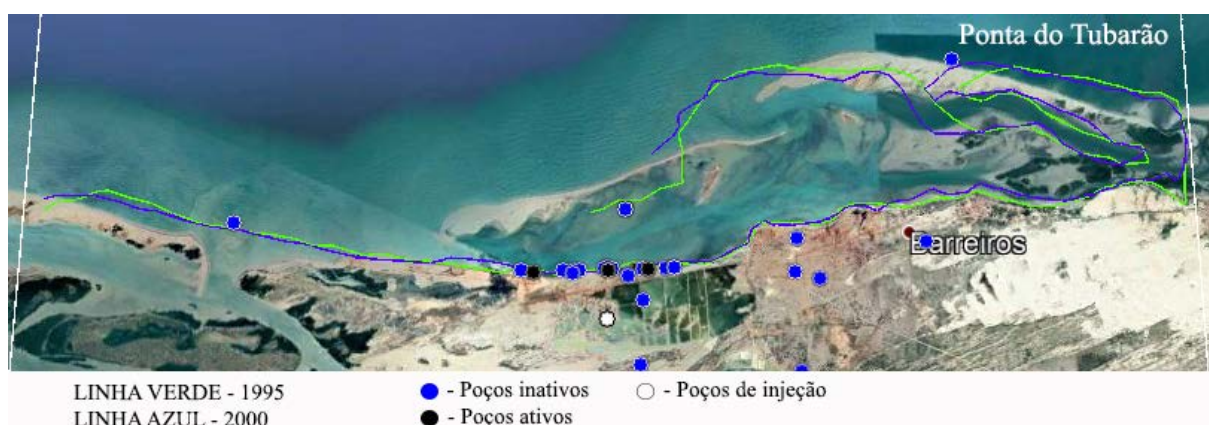 Ponta do Tubarão
Barreiros
LINHA VERDE - 1995
- Poços inativos
- Poços de injeção
LINHA AZUL - 2000
- Poços ativos